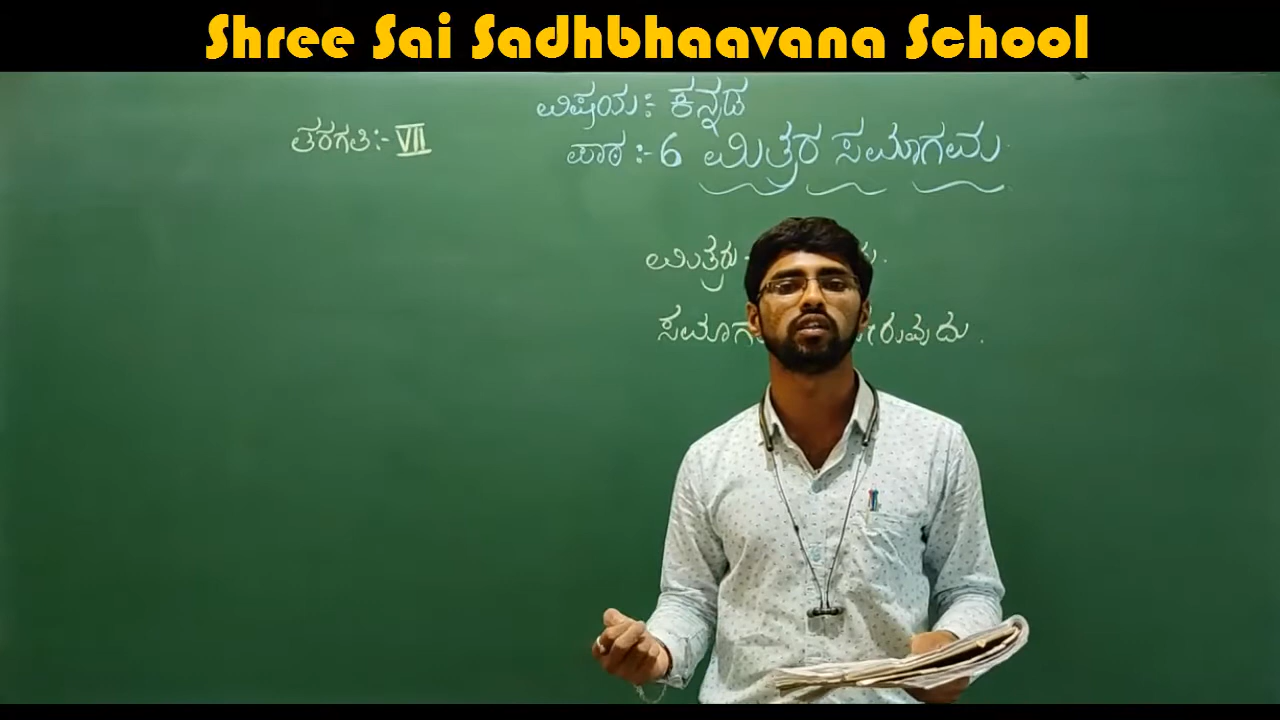 Shree Sai Sadhbhaavana School
ವಿಷಯ:- ಕನ್ನಡ
ತರಗತಿ:- VII
ಪಾಠ:- 6 ಮಿತ್ರರ ಸಮಾಗಮ
ಮಿತ್ರರು -